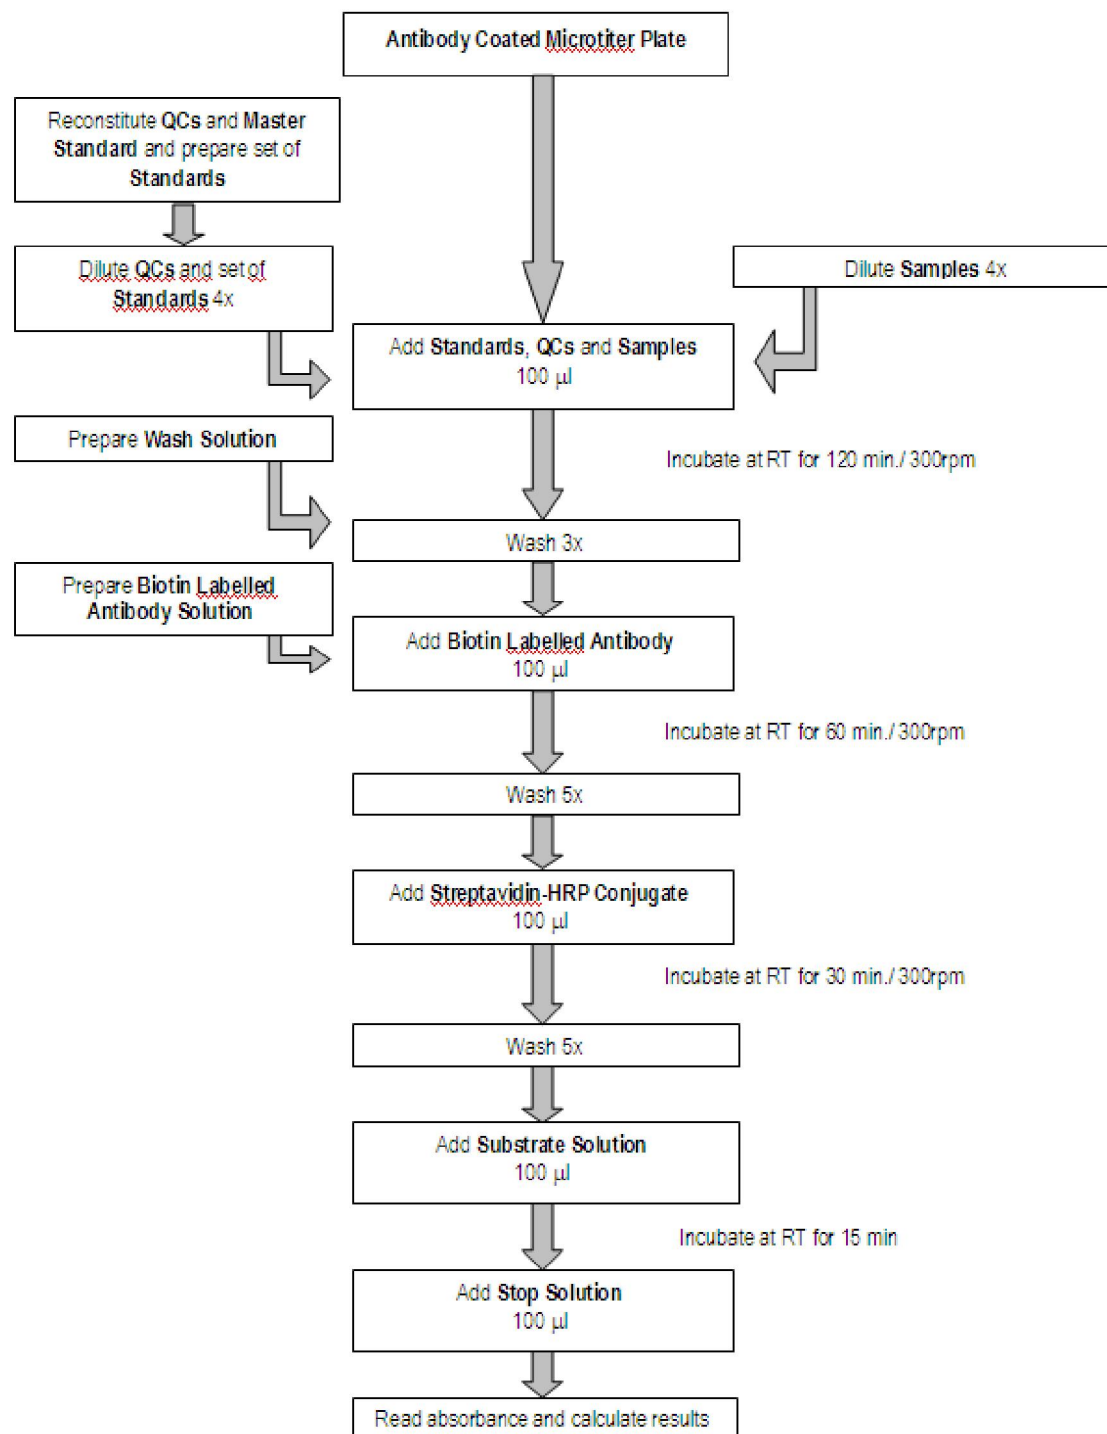 Antibody Coated Microtiter Plate
Reconstitute QCs and Master
Standard and prepare set of
Standards
Dilute QCs and set of
Standards 4x
Dilute Samples 4x
Add Standards, QCs and Samples
100 µl
Prepare Wash Solution
Incubate at RT for 120 min./ 300rpm
Wash 3x
Prepare Biotin Labelled
Antibody Solution
Add Biotin Labelled Antibody
100 µl
Incubate at RT for 60 min./ 300rpm
Wash 5x
Add Streptavidin-HRP Conjugate
100 µl
Incubate at RT for 30 min./ 300rpm
Wash 5x
Add Substrate Solution
100 µl
Incubate at RT for 15 min
Add Stop Solution
100 µl
Read absorbance and calculate results